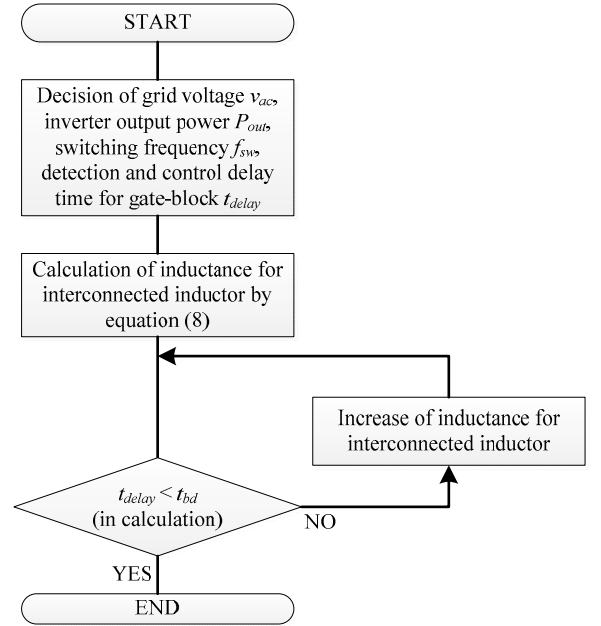 START
Decision of grid voltage vac,
inverter output power Pout,
switching frequency fsw,
detection and control delay
time for gate-block tdelay
Calculation of inductance for
interconnected inductor by
equation (8)
Increase of inductance for
interconnected inductor
tdelay < tbd
(in calculation)
NO
YES
END